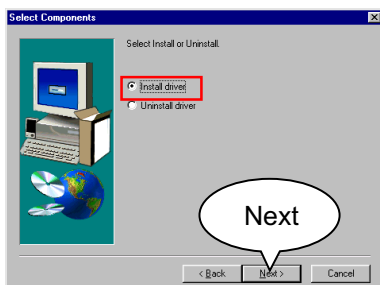 Select Components
Select Install or Uninstall.
Install driver
Uninstall driver
Next
< Back
Next >
Cancel